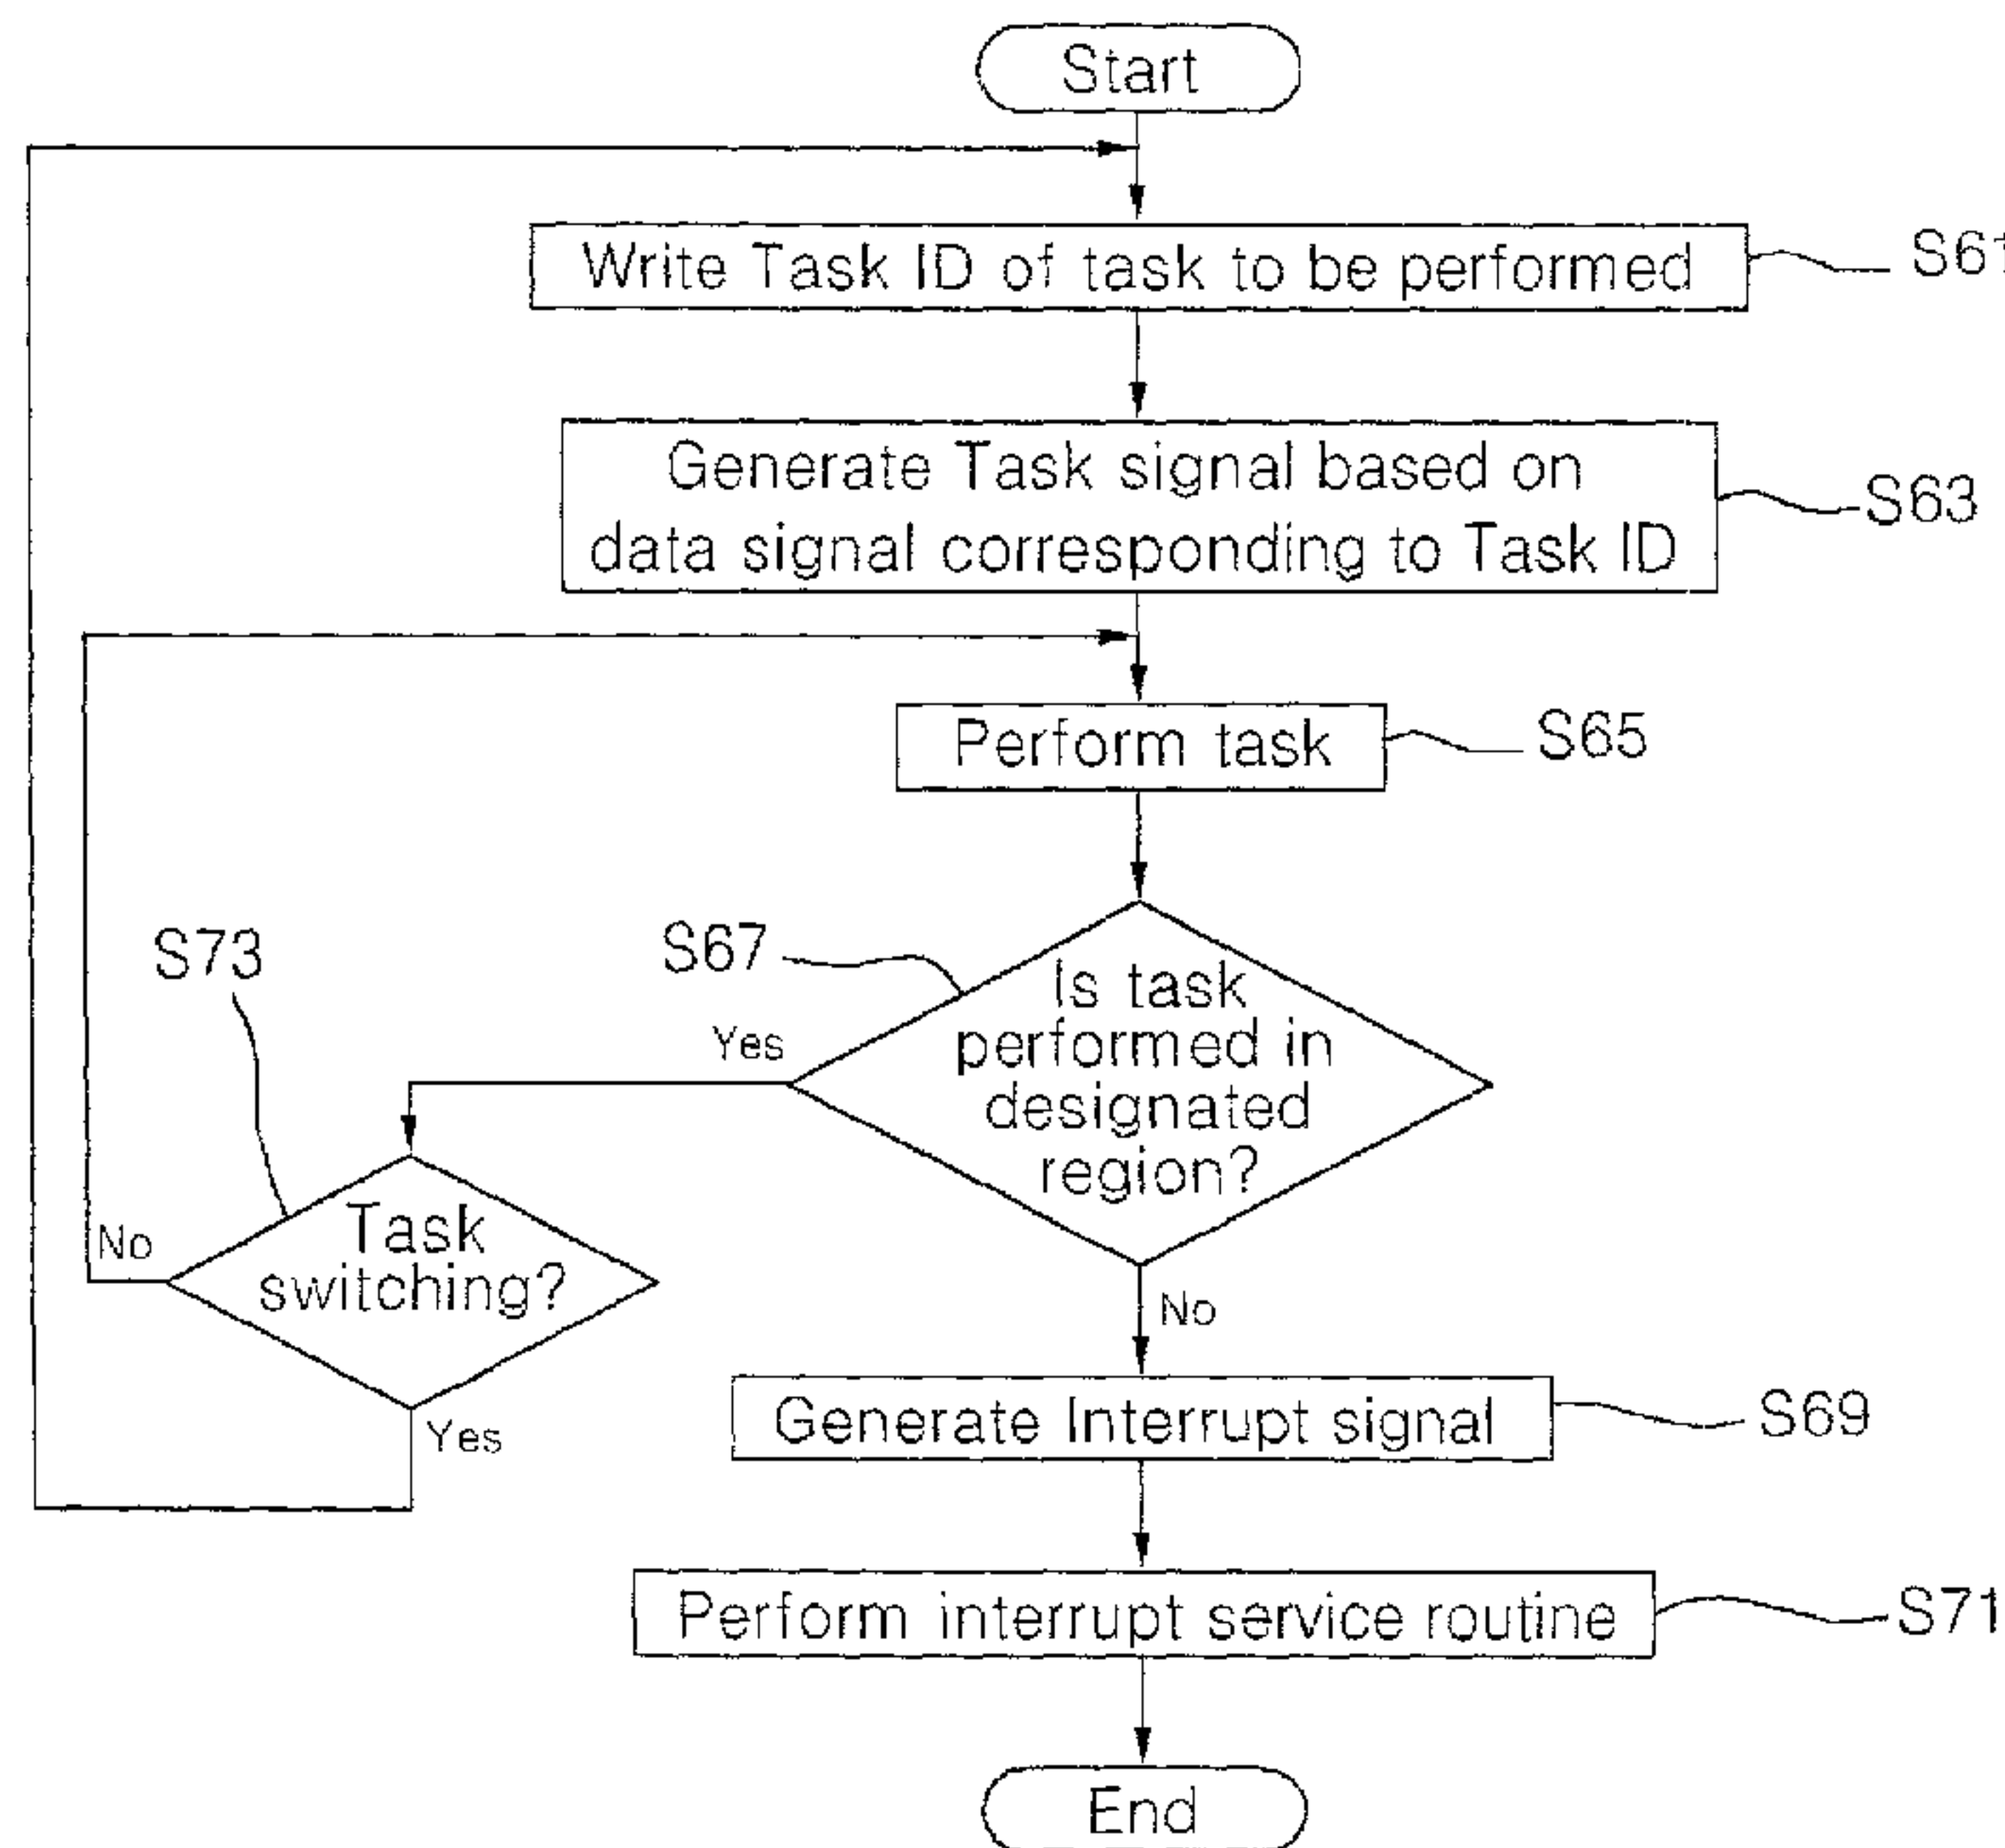 Start
Write Task ID of task to be performed
S61
Generate Task signal based on
data signal corresponding to Task ID
S63
Perform task
S65
S73
S67
Is task
performed in
designated
region?
Yes
Task
switching?
No
Yes
No
Generate Interrupt signal
S69
Perform interrupt service routine
S71
End